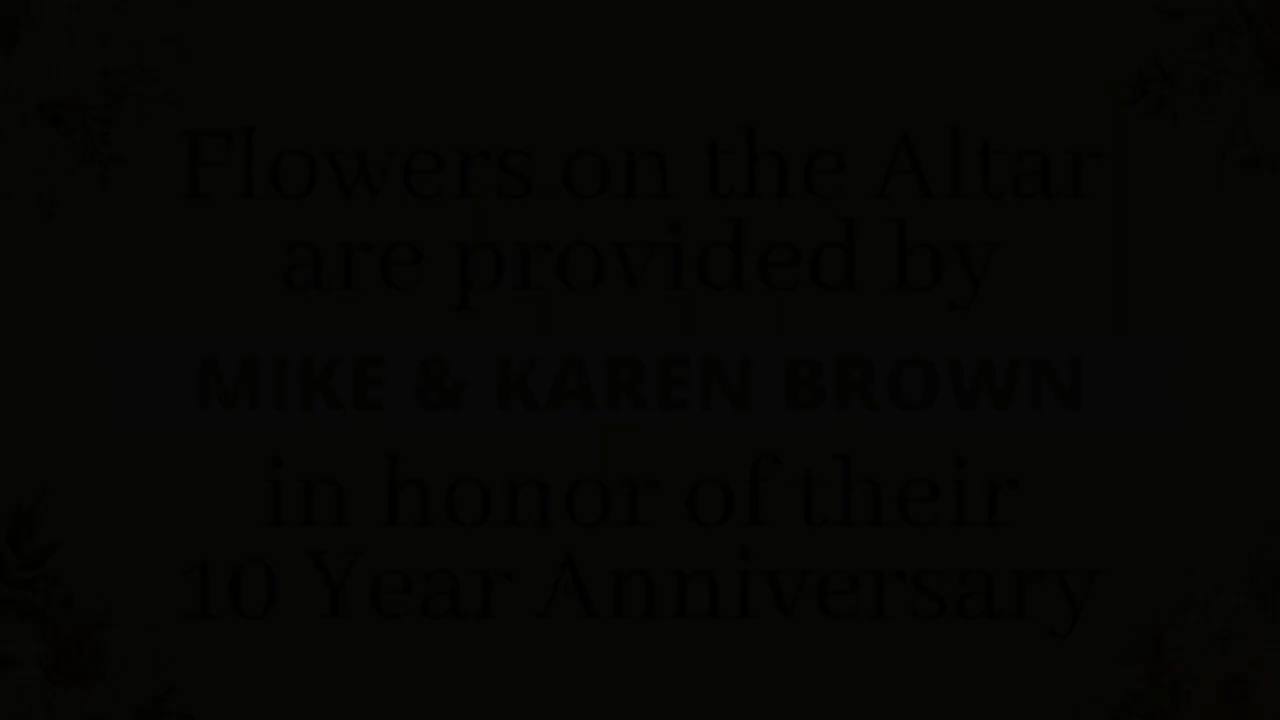 Flowers on the Altar
are provided by
MIKE & KAREN BROWN
in honor of their
10 Year Anniversary